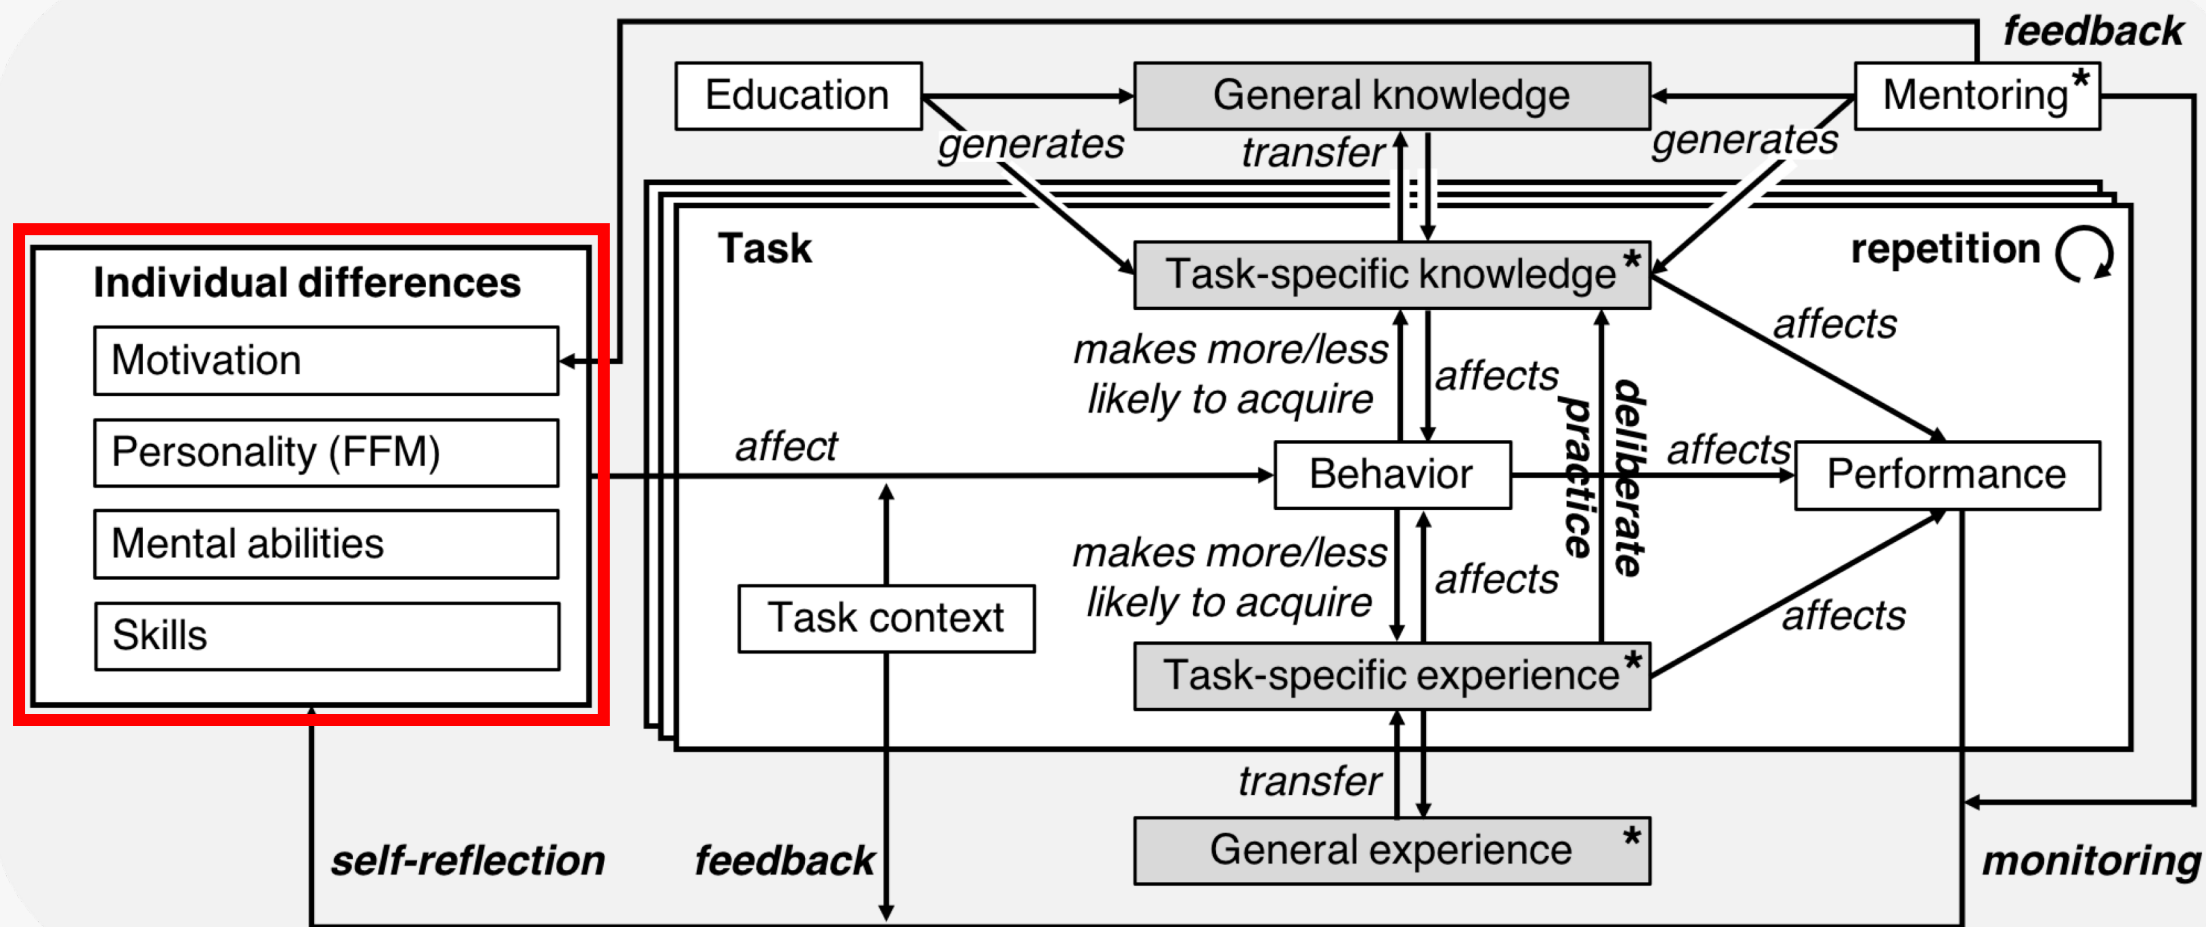 feedback
Education
General knowledge
Mentoring*
generates
transfer
generates
Task
repetition
Task-specific knowledge*
Individual differences
Motivation
Personality (FFM)
Mental abilities
Skills
affects
makes more/less
likely to acquire
affects
deliberate
practice
affect
Behavior
affects
Performance
makes more/less
likely to acquire
affects
Task context
affects
Task-specific experience*
transfer
General experience *
self-reflection
feedback
monitoring